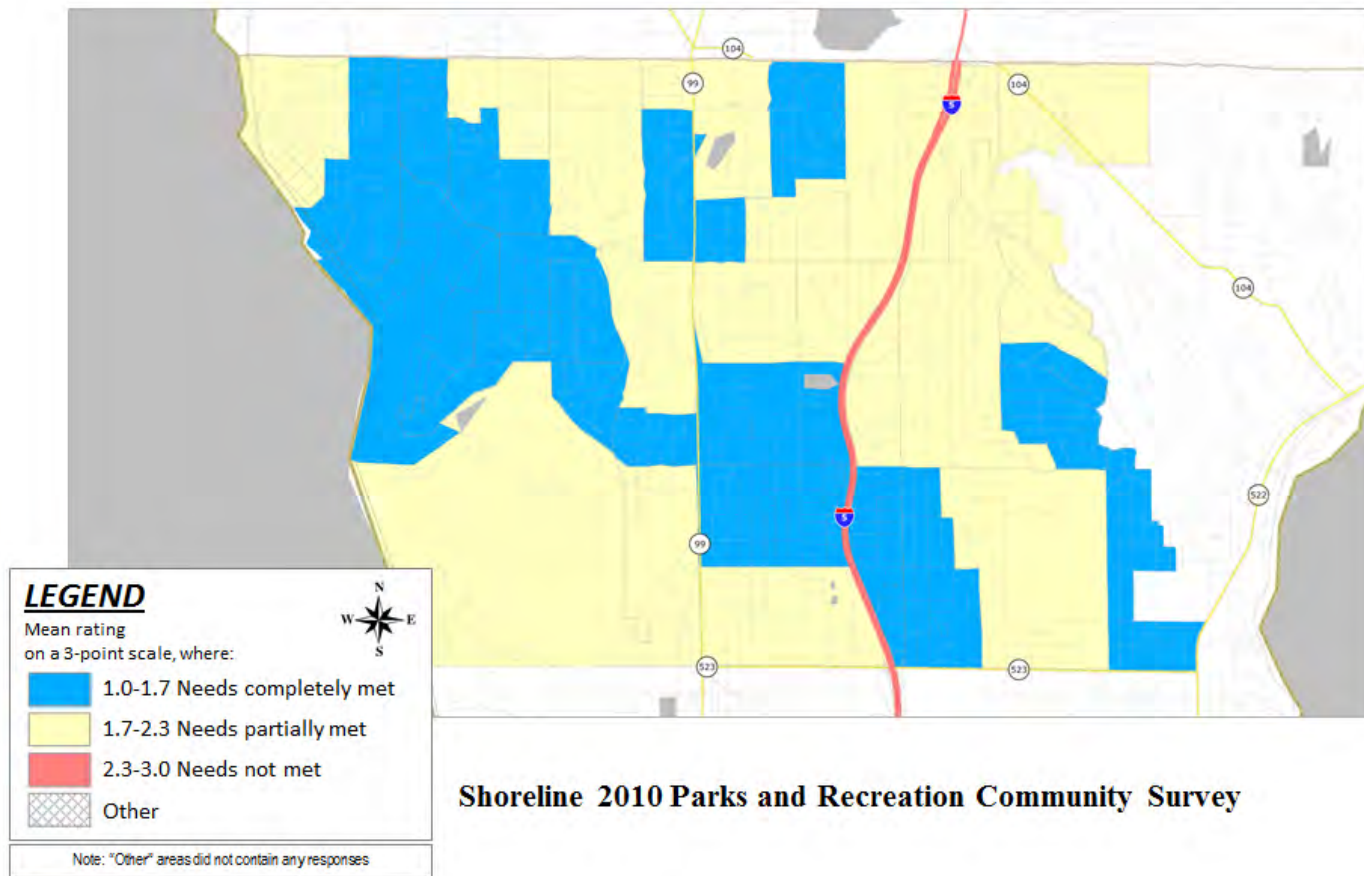 104
99
5
104
104
522
5
99
523
523
LEGEND
N
W E
S
Mean rating
on a 3-point scale, where:
1.0-1.7 Needs completely met
1.7-2.3 Needs partially met
2.3-3.0 Needs not met
Other
Note: "Other" areas did not contain any responses
Shoreline 2010 Parks and Recreation Community Survey